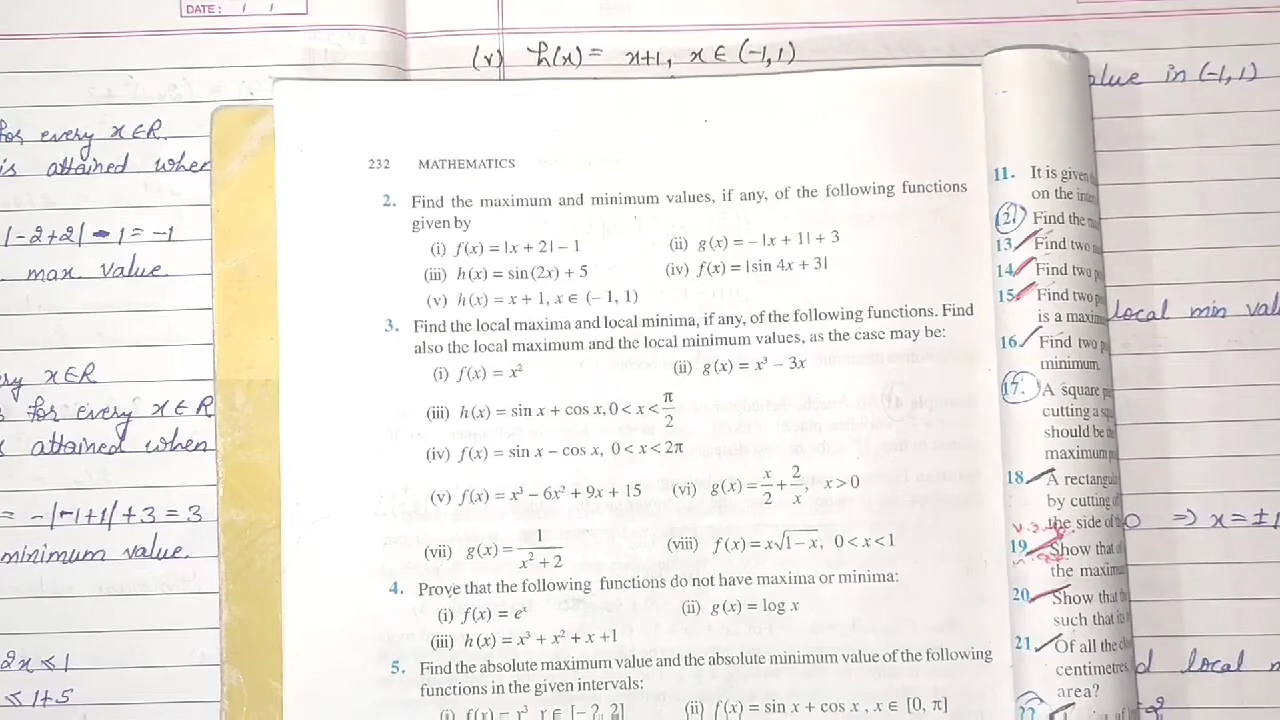 DATE: / /
(v) h(x) = x+1, x ∈ (-1, 1)
value in (-1, 1)
for every x ∈ R.
is attained when
|-2+2| - 1 = -1
max value.
x ∈ R
for every x ∈ R
attained when
= -|-1+1| + 3 = 3
minimum value.
2x ≤ 1
≤ 1+5
232 MATHEMATICS
2. Find the maximum and minimum values, if any, of the following functions
given by
(i) f(x) = |x + 2| – 1 (ii) g(x) = – |x + 1| + 3
(iii) h(x) = sin(2x) + 5 (iv) f(x) = |sin 4x + 3|
(v) h(x) = x + 1, x ∈ (– 1, 1)
3. Find the local maxima and local minima, if any, of the following functions. Find
also the local maximum and the local minimum values, as the case may be:
(i) f(x) = x² (ii) g(x) = x³ – 3x
(iii) h(x) = sin x + cos x, 0 < x < π/2
(iv) f(x) = sin x – cos x, 0 < x < 2π
(v) f(x) = x³ – 6x² + 9x + 15 (vi) g(x) = x/2 + 2/x, x > 0
(vii) g(x) = 1/(x² + 2) (viii) f(x) = x√1 – x, 0 < x < 1
4. Prove that the following functions do not have maxima or minima:
(i) f(x) = eˣ (ii) g(x) = log x
(iii) h(x) = x³ + x² + x +1
5. Find the absolute maximum value and the absolute minimum value of the following
functions in the given intervals:
(i) f(x) = x³, x ∈ [– 2, 2] (ii) f(x) = sin x + cos x , x ∈ [0, π]
11. It is given
on the
12. Find the
13. Find two
14. Find two
15. Find two
is a
16. Find two
minimum.
17. A square
cutting a
should be
maximum
18. A
by cutting
the side of
19. Show that
the
20. Show that
such that
21. Of all the
centimetres,
area?
22.
local min
0 ⇒ x = ±
local